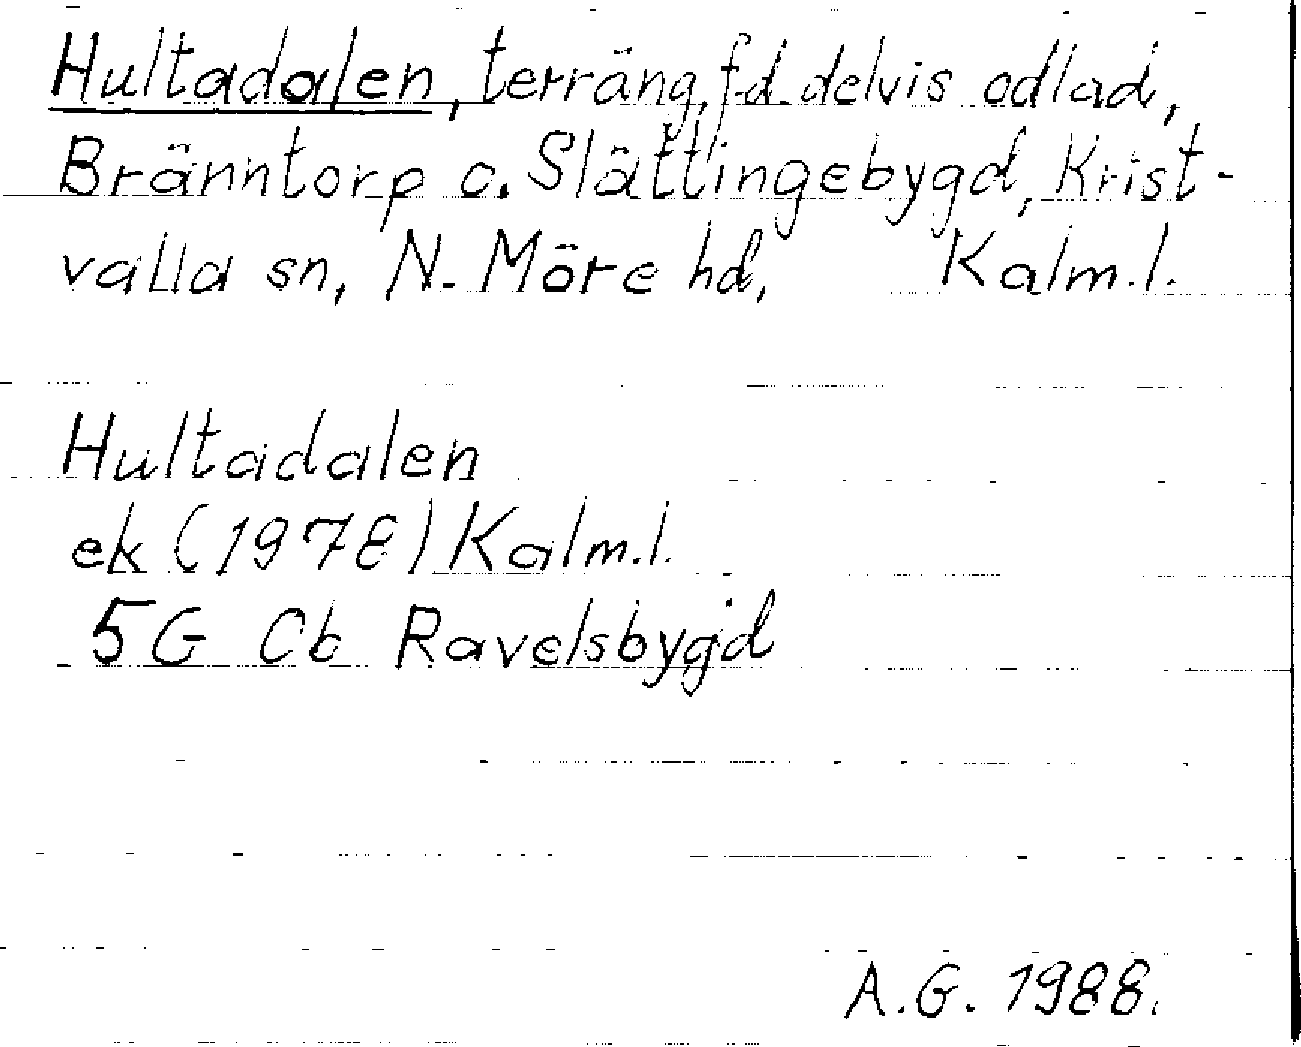 Hultadalen, terräng, f.d. delvis odlad,
Bränntorp o. Slättingebygd, Krist-
valla sn, N. Möre hd, Kalm.l.
Hultadalen
ek (1978) Kalm.l.
5G Cb Ravelsbygd
A.G. 1988.